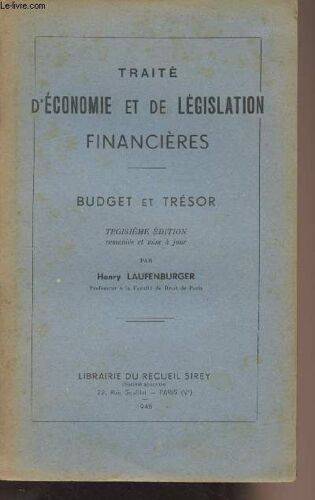 le-livre.com
TRAITÉ
D'ÉCONOMIE ET DE LÉGISLATION
FINANCIÈRES
BUDGET ET TRÉSOR
TROISIÈME ÉDITION
remaniée et mise à jour
PAR
Henry LAUFENBURGER
Professeur à la Faculté de Droit de Paris
LIBRAIRIE DU RECUEIL SIREY
22, Rue Soufflot — PARIS (Vᵉ)